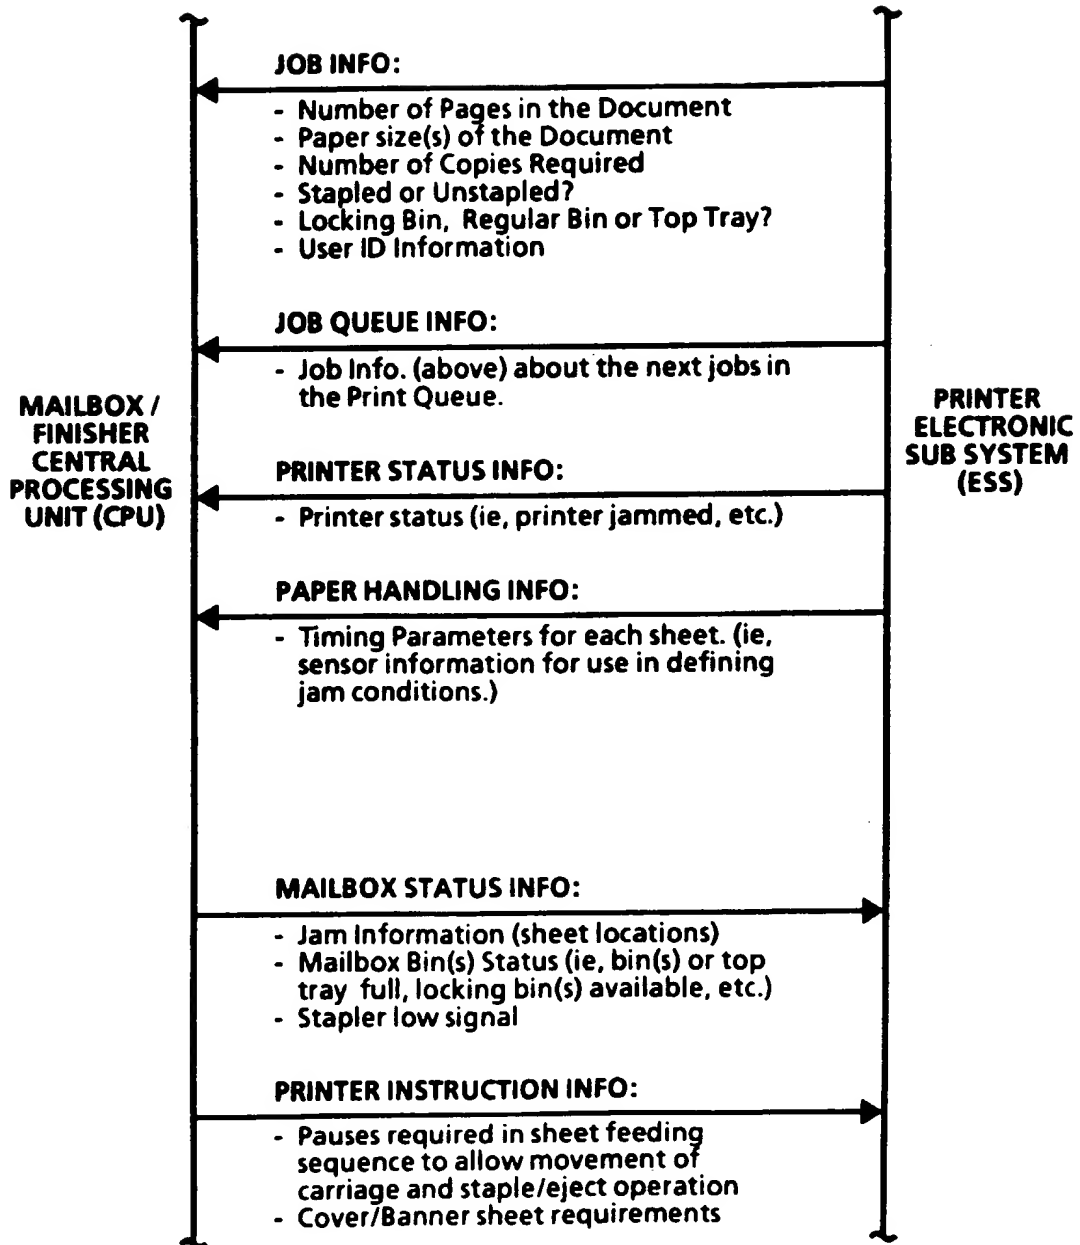 JOB INFO:
- Number of Pages in the Document
- Paper size(s) of the Document
- Number of Copies Required
- Stapled or Unstapled?
- Locking Bin, Regular Bin or Top Tray?
- User ID Information
JOB QUEUE INFO:
- Job Info. (above) about the next jobs in
the Print Queue.
MAILBOX /
FINISHER
CENTRAL
PROCESSING
UNIT (CPU)
PRINTER
ELECTRONIC
SUB SYSTEM
(ESS)
PRINTER STATUS INFO:
- Printer status (ie, printer jammed, etc.)
PAPER HANDLING INFO:
- Timing Parameters for each sheet. (ie,
sensor information for use in defining
jam conditions.)
MAILBOX STATUS INFO:
- Jam Information (sheet locations)
- Mailbox Bin(s) Status (ie, bin(s) or top
tray full, locking bin(s) available, etc.)
- Stapler low signal
PRINTER INSTRUCTION INFO:
- Pauses required in sheet feeding
sequence to allow movement of
carriage and staple/eject operation
- Cover/Banner sheet requirements